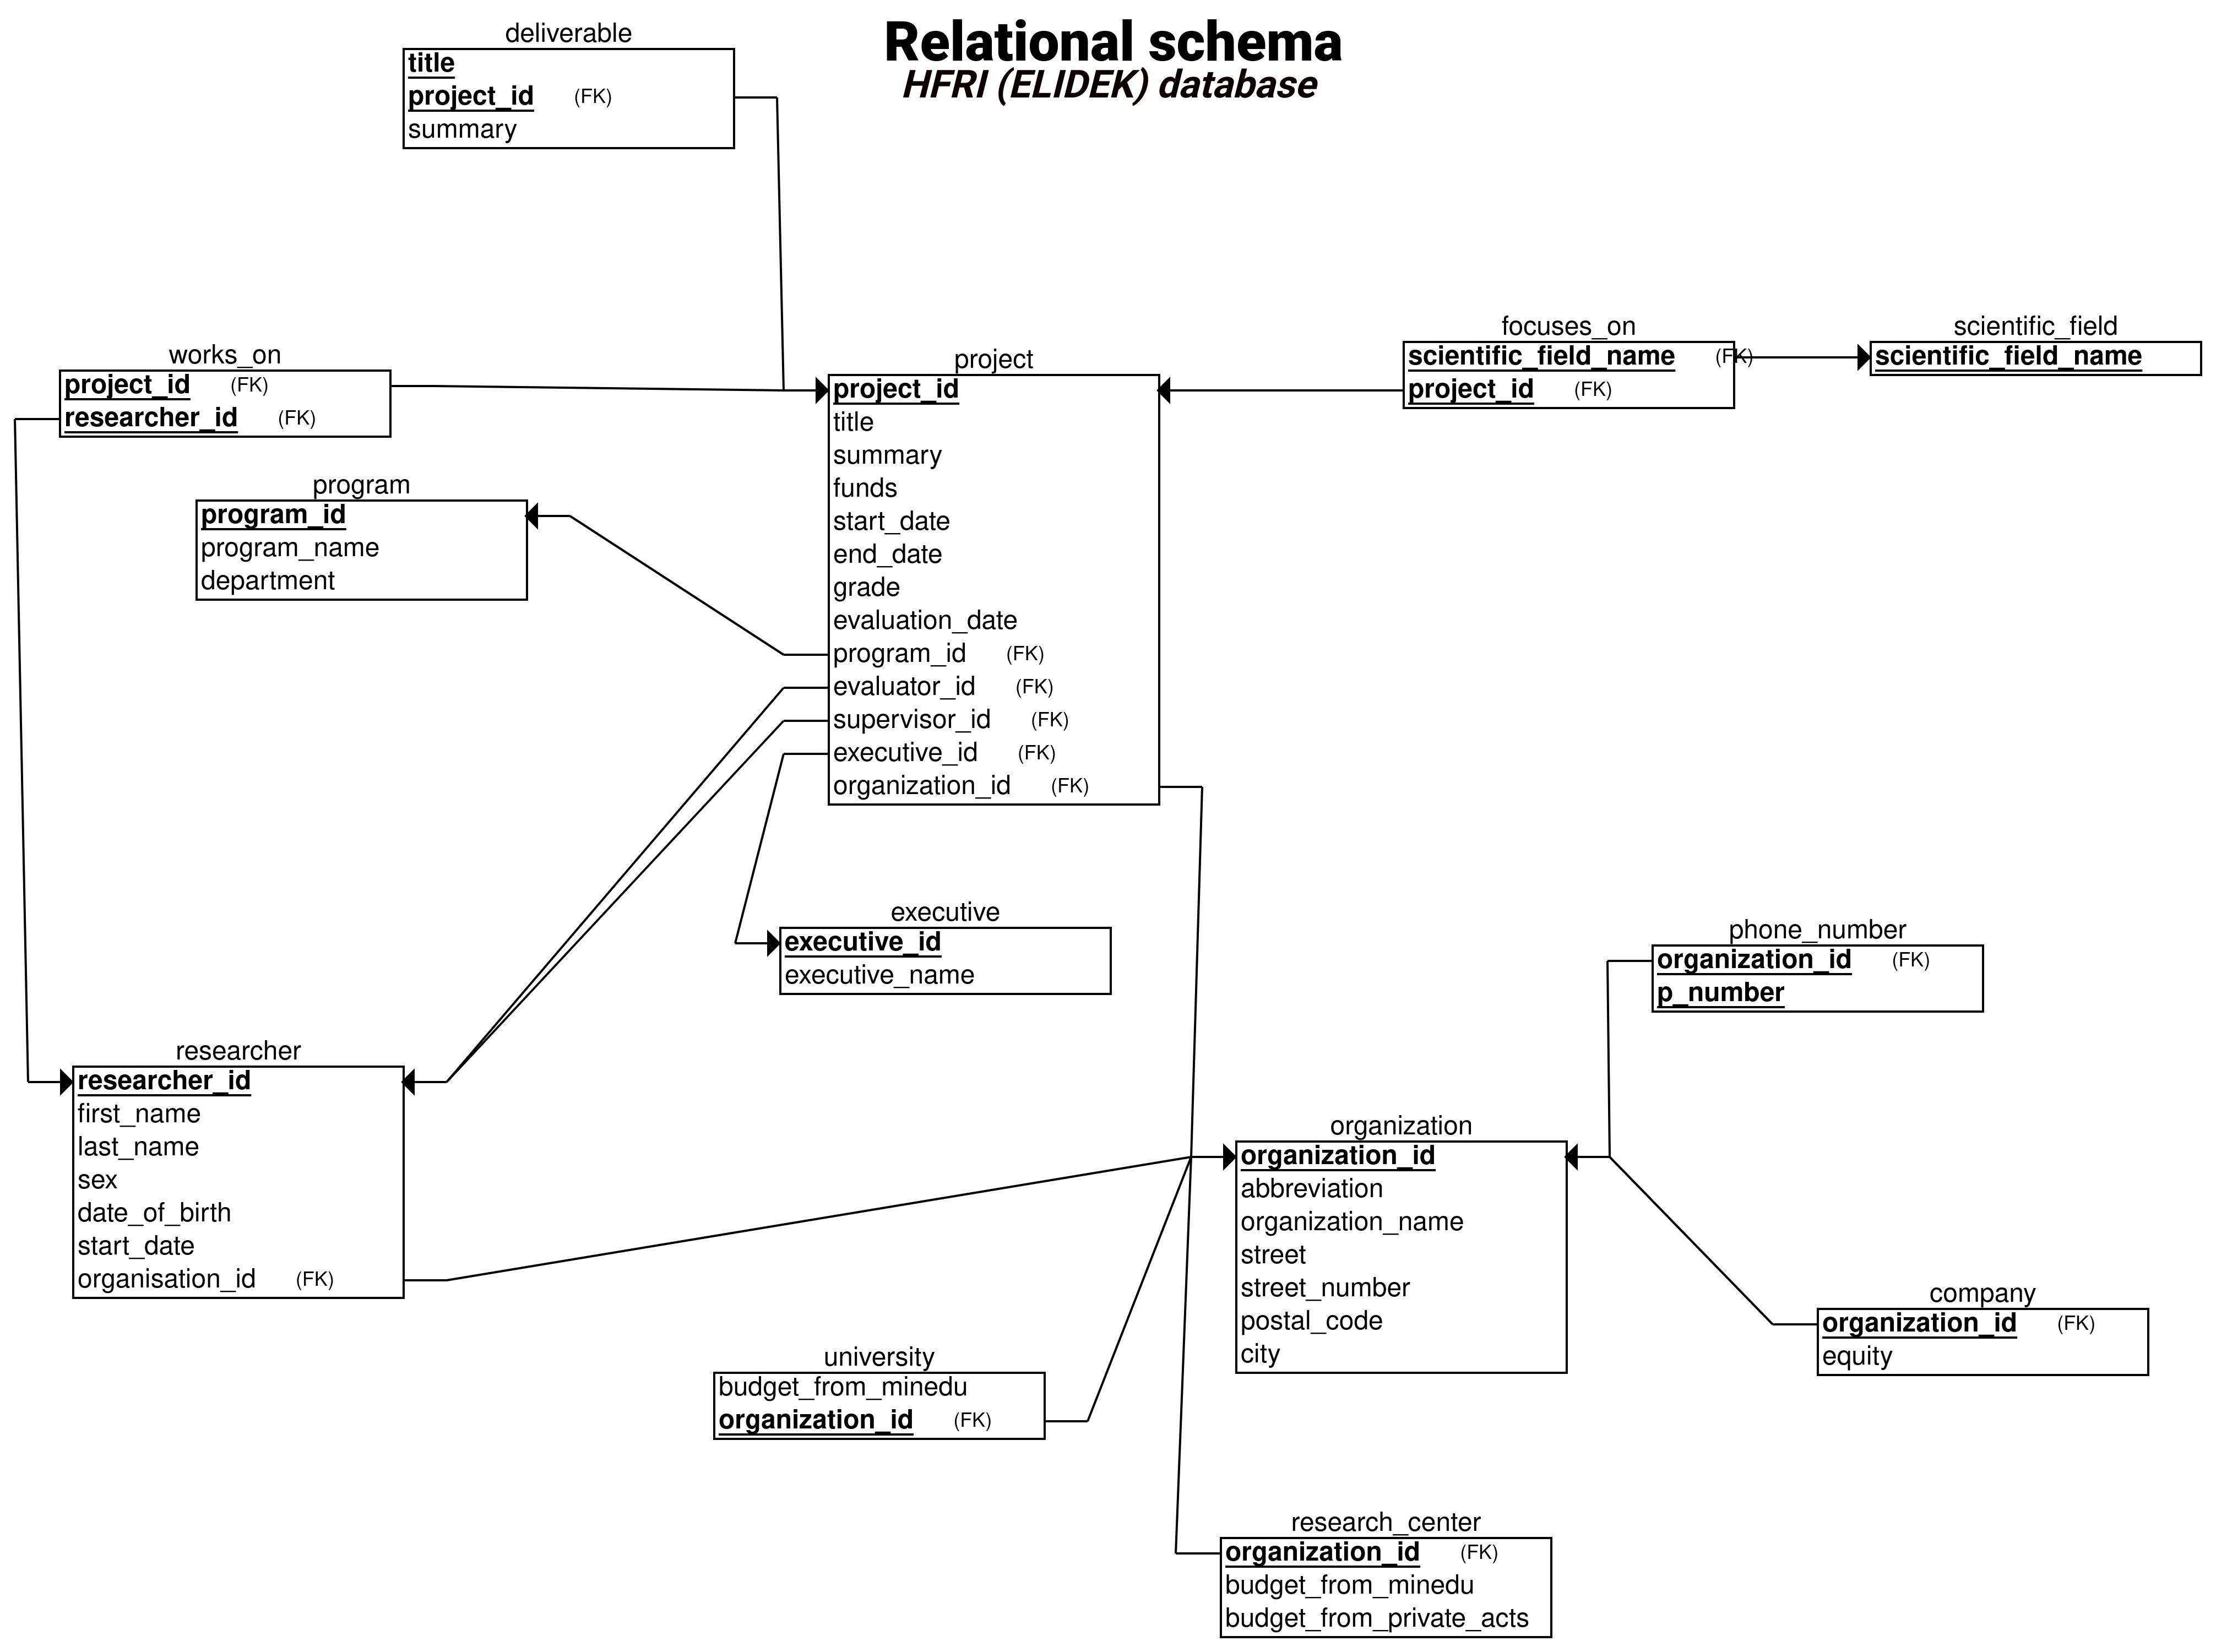 Relational schema
HFRI (ELIDEK) database
deliverable
title
project_id (FK)
summary
works_on
project_id (FK)
researcher_id (FK)
program
program_id
program_name
department
project
project_id
title
summary
funds
start_date
end_date
grade
evaluation_date
program_id (FK)
evaluator_id (FK)
supervisor_id (FK)
executive_id (FK)
organization_id (FK)
focuses_on
scientific_field_name (FK)
project_id (FK)
scientific_field
scientific_field_name
executive
executive_id
executive_name
phone_number
organization_id (FK)
p_number
researcher
researcher_id
first_name
last_name
sex
date_of_birth
start_date
organisation_id (FK)
organization
organization_id
abbreviation
organization_name
street
street_number
postal_code
city
company
organization_id (FK)
equity
university
budget_from_minedu
organization_id (FK)
research_center
organization_id (FK)
budget_from_minedu
budget_from_private_acts